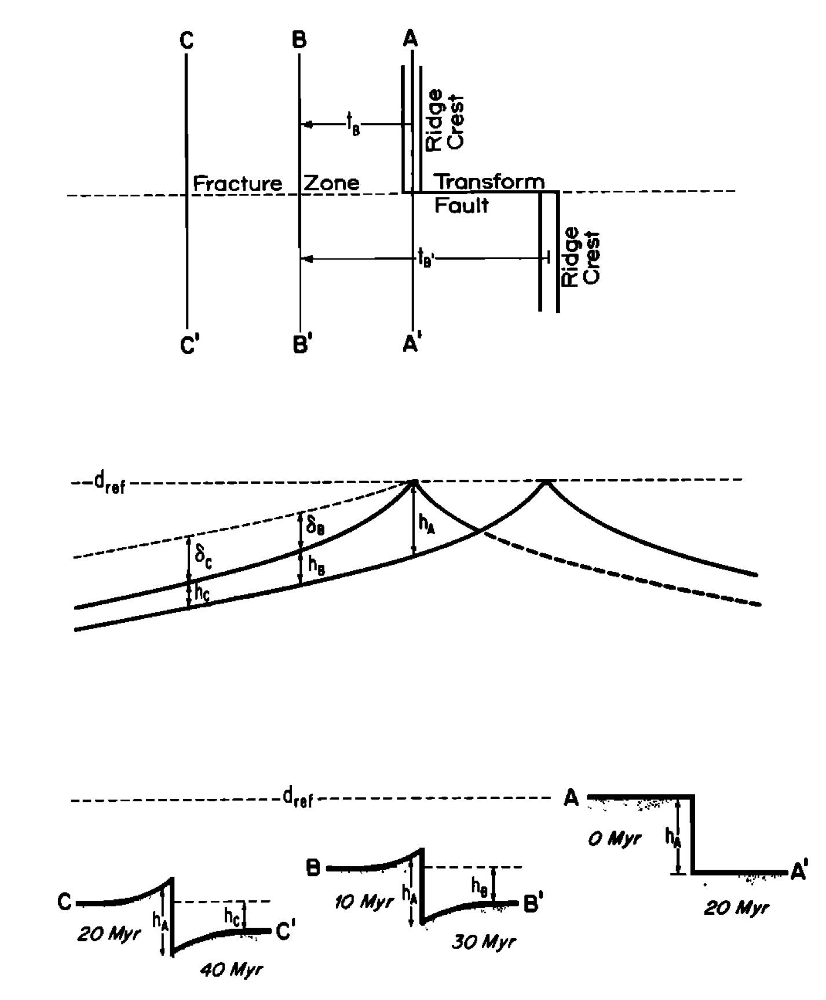 C B A
t_B
Ridge
Crest
Fracture Zone Transform
Fault
t_B'
Ridge
Crest
C' B' A'
d_ref
δ_B
h_A
δ_C
h_B
h_C
d_ref
A
0 Myr
h_A
A'
20 Myr
B
10 Myr
h_A
h_B
B'
30 Myr
C
20 Myr
h_A
h_C
C'
40 Myr